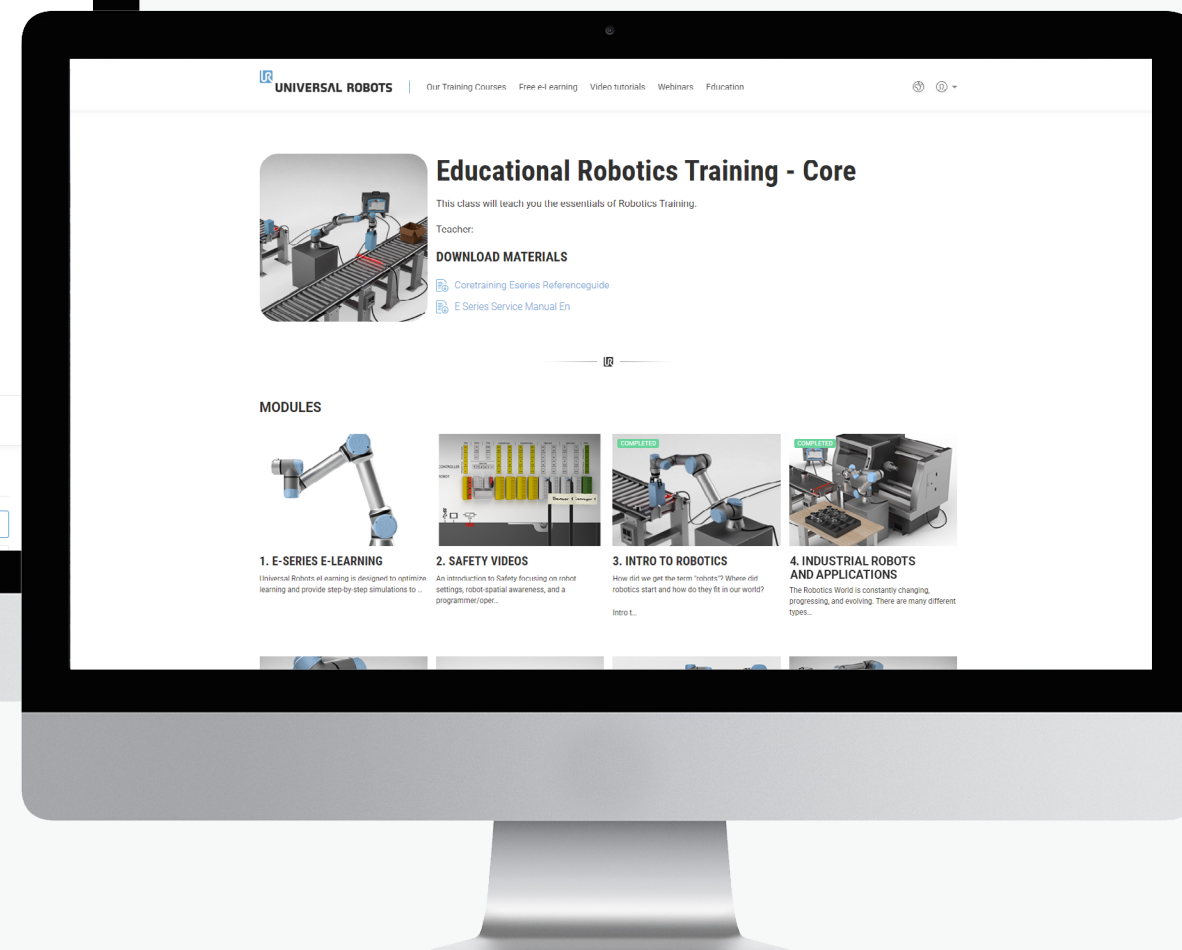 UNIVERSAL ROBOTS
Our Training Courses Free e-Learning Video tutorials Webinars Education
Educational Robotics Training - Core
This class will teach you the essentials of Robotics Training.
Teacher:
DOWNLOAD MATERIALS
Coretraining Eseries Referenceguide
E Series Service Manual En
MODULES
COMPLETED
COMPLETED
1. E-SERIES E-LEARNING
Universal Robots eLearning is designed to optimize
learning and provide step-by-step simulations to ...
2. SAFETY VIDEOS
An introduction to Safety focusing on robot
settings, robot-spatial awareness, and a
programmer/oper...
3. INTRO TO ROBOTICS
How did we get the term "robots"? Where did
robotics start and how do they fit in our world?
Intro t...
4. INDUSTRIAL ROBOTS
AND APPLICATIONS
The Robotics World is constantly changing,
progressing, and evolving. There are many different
types...